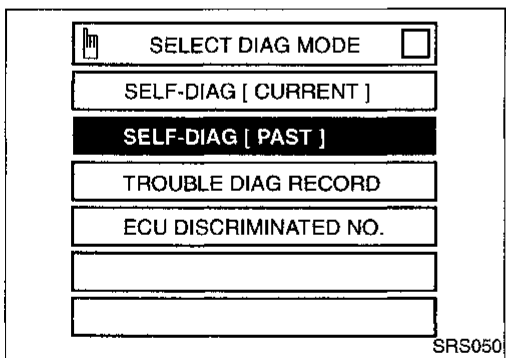 SELECT DIAG MODE
SELF-DIAG [ CURRENT ]
SELF-DIAG [ PAST ]
TROUBLE DIAG RECORD
ECU DISCRIMINATED NO.
SRS050